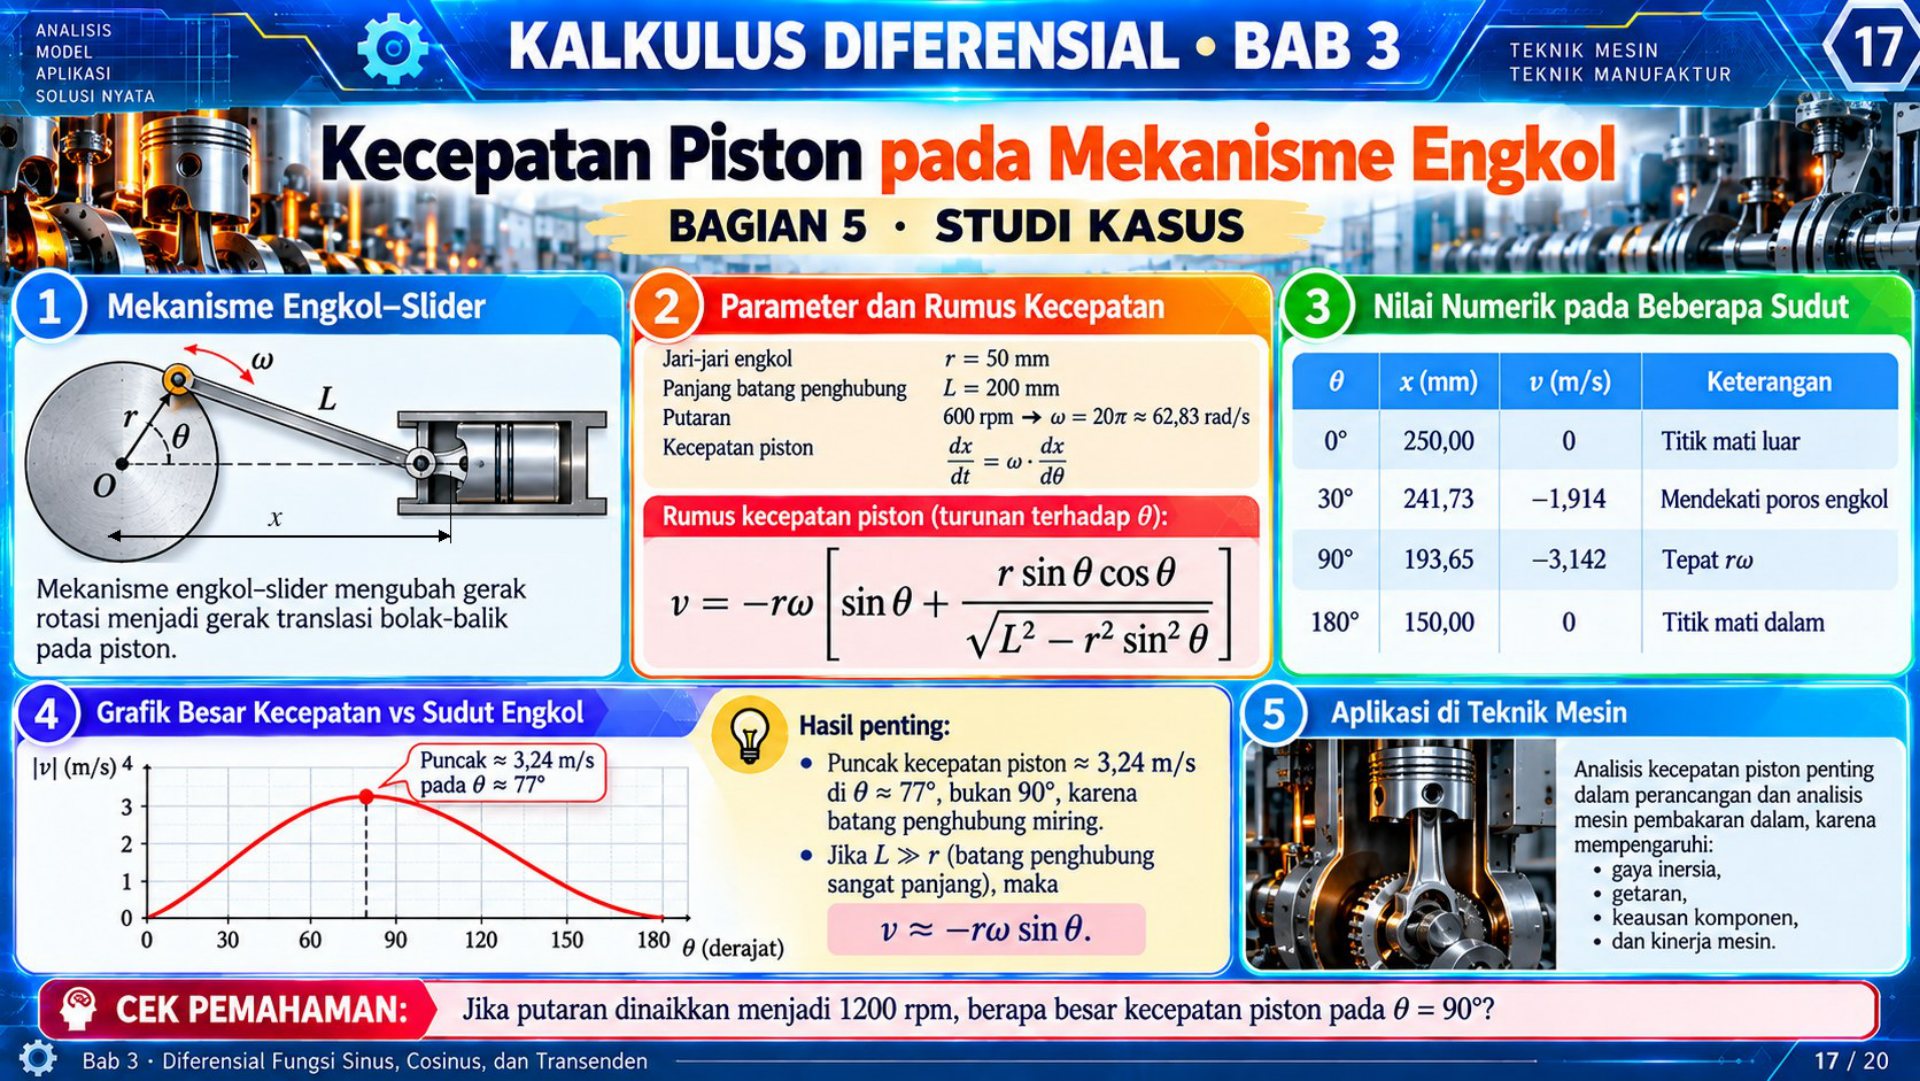 ANALISIS
MODEL
APLIKASI
SOLUSI NYATA
KALKULUS DIFERENSIAL • BAB 3
TEKNIK MESIN
TEKNIK MANUFAKTUR
17
Kecepatan Piston pada Mekanisme Engkol
BAGIAN 5 · STUDI KASUS
1 Mekanisme Engkol–Slider
ω
L
r
θ
O
x
Mekanisme engkol–slider mengubah gerak
rotasi menjadi gerak translasi bolak-balik
pada piston.
2 Parameter dan Rumus Kecepatan
Jari-jari engkol r = 50 mm
Panjang batang penghubung L = 200 mm
Putaran 600 rpm → ω = 20π ≈ 62,83 rad/s
Kecepatan piston dx/dt = ω · dx/dθ
Rumus kecepatan piston (turunan terhadap θ):
v = −rω [sin θ + r sin θ cos θ / √(L² − r² sin² θ)]
3 Nilai Numerik pada Beberapa Sudut
θ x (mm) v (m/s) Keterangan
0° 250,00 0 Titik mati luar
30° 241,73 −1,914 Mendekati poros engkol
90° 193,65 −3,142 Tepat rω
180° 150,00 0 Titik mati dalam
4 Grafik Besar Kecepatan vs Sudut Engkol
|v| (m/s) 4
3
2
1
0
Puncak ≈ 3,24 m/s
pada θ ≈ 77°
0 30 60 90 120 150 180 θ (derajat)
Hasil penting:
• Puncak kecepatan piston ≈ 3,24 m/s
di θ ≈ 77°, bukan 90°, karena
batang penghubung miring.
• Jika L ≫ r (batang penghubung
sangat panjang), maka
v ≈ −rω sin θ.
5 Aplikasi di Teknik Mesin
Analisis kecepatan piston penting
dalam perancangan dan analisis
mesin pembakaran dalam, karena
mempengaruhi:
• gaya inersia,
• getaran,
• keausan komponen,
• dan kinerja mesin.
CEK PEMAHAMAN: Jika putaran dinaikkan menjadi 1200 rpm, berapa besar kecepatan piston pada θ = 90°?
Bab 3 · Diferensial Fungsi Sinus, Cosinus, dan Transenden
17 / 20